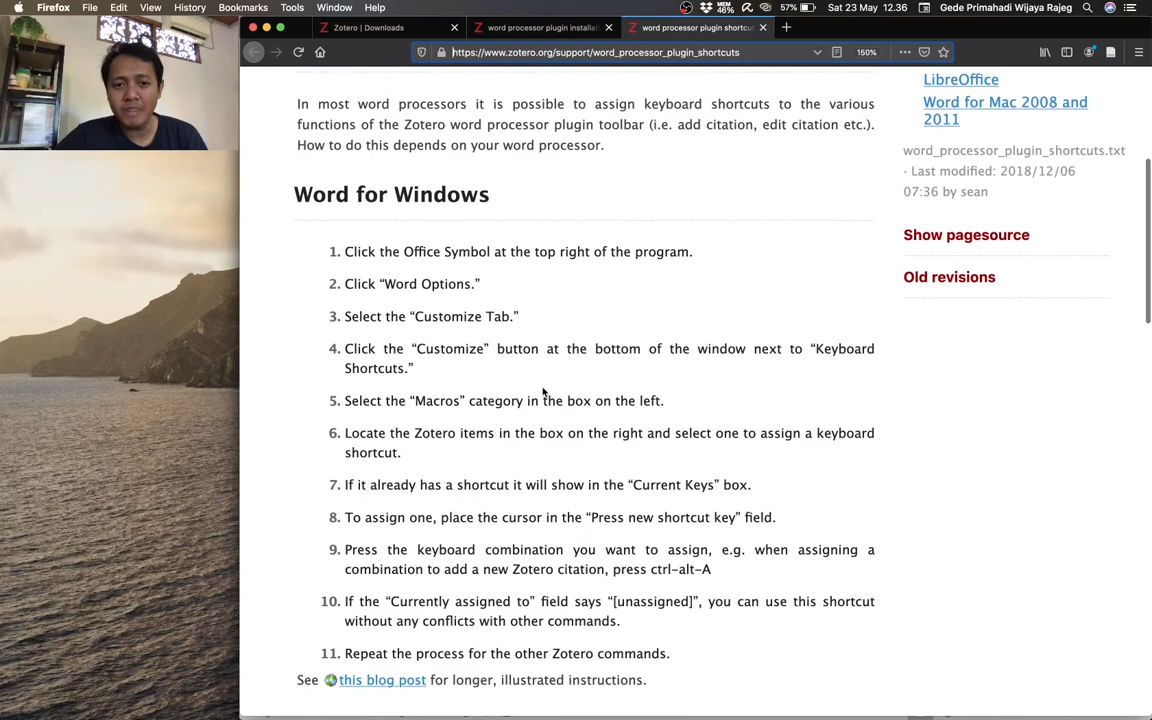 Firefox File Edit View History Bookmarks Tools Window Help
MEM 46% 57% Sat 23 May 12.36 Gede Primahadi Wijaya Rajeg
Zotero | Downloads
word processor plugin installa
word processor plugin shortcut
https://www.zotero.org/support/word_processor_plugin_shortcuts
150%
In most word processors it is possible to assign keyboard shortcuts to the various
functions of the Zotero word processor plugin toolbar (i.e. add citation, edit citation etc.).
How to do this depends on your word processor.
Word for Windows
1. Click the Office Symbol at the top right of the program.
2. Click “Word Options.”
3. Select the “Customize Tab.”
4. Click the “Customize” button at the bottom of the window next to “Keyboard
Shortcuts.”
5. Select the “Macros” category in the box on the left.
6. Locate the Zotero items in the box on the right and select one to assign a keyboard
shortcut.
7. If it already has a shortcut it will show in the “Current Keys” box.
8. To assign one, place the cursor in the “Press new shortcut key” field.
9. Press the keyboard combination you want to assign, e.g. when assigning a
combination to add a new Zotero citation, press ctrl-alt-A
10. If the “Currently assigned to” field says “[unassigned]”, you can use this shortcut
without any conflicts with other commands.
11. Repeat the process for the other Zotero commands.
See this blog post for longer, illustrated instructions.
LibreOffice
Word for Mac 2008 and
2011
word_processor_plugin_shortcuts.txt
· Last modified: 2018/12/06
07:36 by sean
Show pagesource
Old revisions